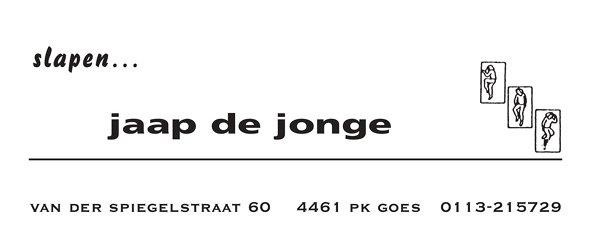 slapen...
jaap de jonge
VAN DER SPIEGELSTRAAT 60 4461 PK GOES 0113-215729